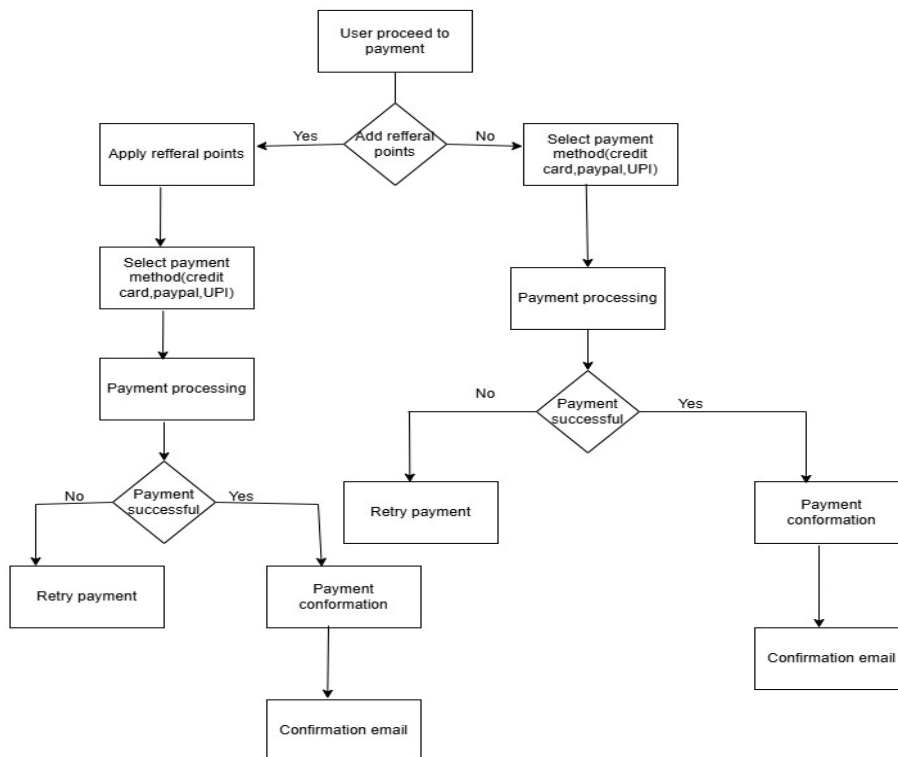 User proceed to
payment
Yes
Add refferal
points
No
Apply refferal points
Select payment
method(credit
card,paypal,UPI)
Select payment
method(credit
card,paypal,UPI)
Payment processing
Payment processing
No
Payment
successful
Yes
No
Payment
successful
Yes
Retry payment
Payment
conformation
Retry payment
Payment
conformation
Confirmation email
Confirmation email